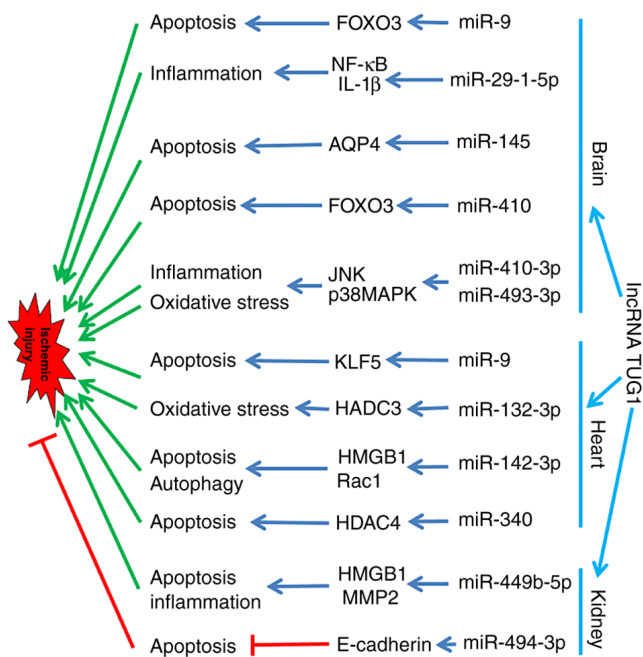 Apoptosis FOXO3 miR-9
Inflammation NF-κB
IL-1β miR-29-1-5p
Apoptosis AQP4 miR-145
Apoptosis FOXO3 miR-410
Inflammation JNK miR-410-3p
Oxidative stress p38MAPK miR-493-3p
Brain
Ischemic
injury
lncRNA TUG1
Apoptosis KLF5 miR-9
Oxidative stress HADC3 miR-132-3p
Apoptosis HMGB1 miR-142-3p
Autophagy Rac1
Apoptosis HDAC4 miR-340
Heart
Apoptosis HMGB1 miR-449b-5p
inflammation MMP2
Apoptosis E-cadherin miR-494-3p
Kidney